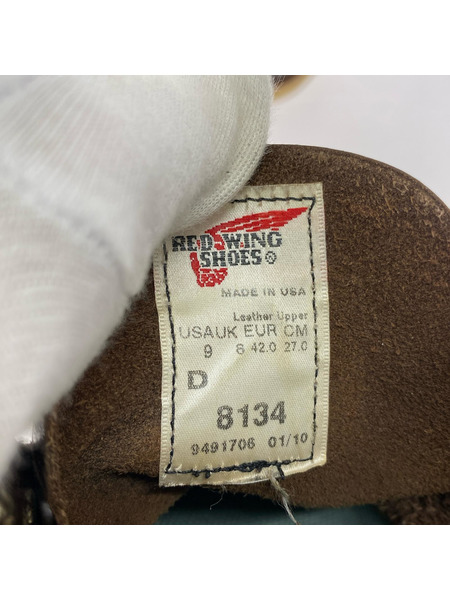 RED WING
SHOES®
MADE IN USA
Leather Upper
USA UK EUR CM
9 8 42.0 27.0
D
8134
9491706 01/10